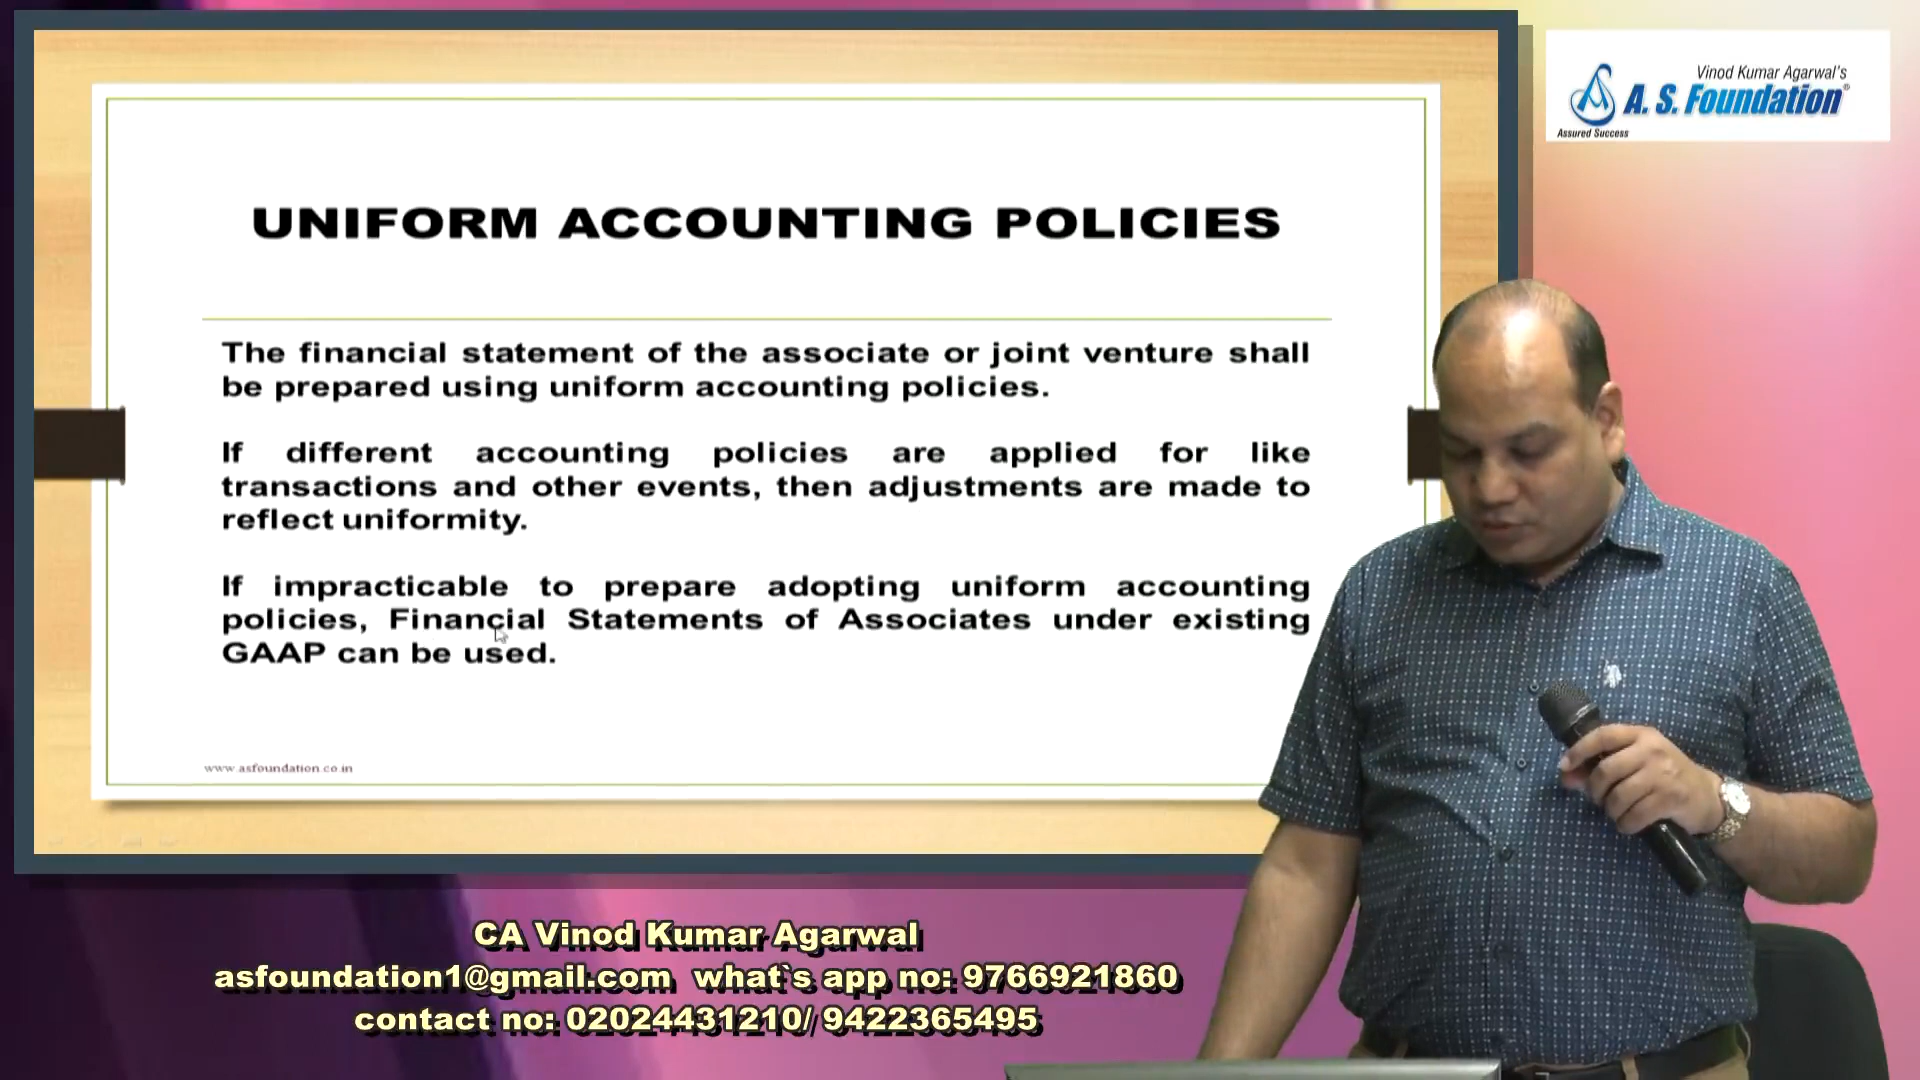 Vinod Kumar Agarwal's
A. S. Foundation®
Assured Success
UNIFORM ACCOUNTING POLICIES
The financial statement of the associate or joint venture shall
be prepared using uniform accounting policies.
If different accounting policies are applied for like
transactions and other events, then adjustments are made to
reflect uniformity.
If impracticable to prepare adopting uniform accounting
policies, Financial Statements of Associates under existing
GAAP can be used.
www.asfoundation.co.in
CA Vinod Kumar Agarwal
asfoundation1@gmail.com what`s app no: 9766921860
contact no: 02024431210/ 9422365495